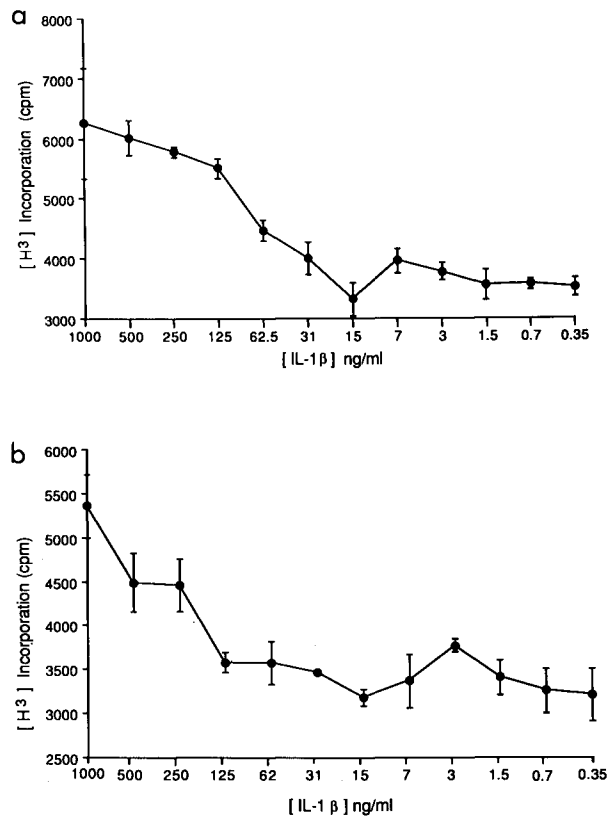 a
8000
7000
6000
5000
4000
3000
[ H³ ] Incorporation (cpm)
1000 500 250 125 62.5 31 15 7 3 1.5 0.7 0.35
[ IL-1β ] ng/ml
b
6000
5500
5000
4500
4000
3500
3000
2500
[ H³ ] Incorporation (cpm)
1000 500 250 125 62 31 15 7 3 1.5 0.7 0.35
[ IL-1 β ] ng/ml